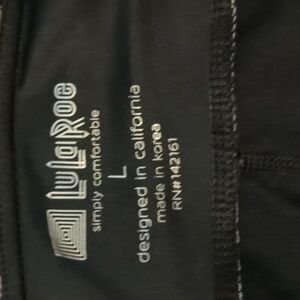 LuLaRoe
simply comfortable
L
designed in california
made in korea
RN#142161